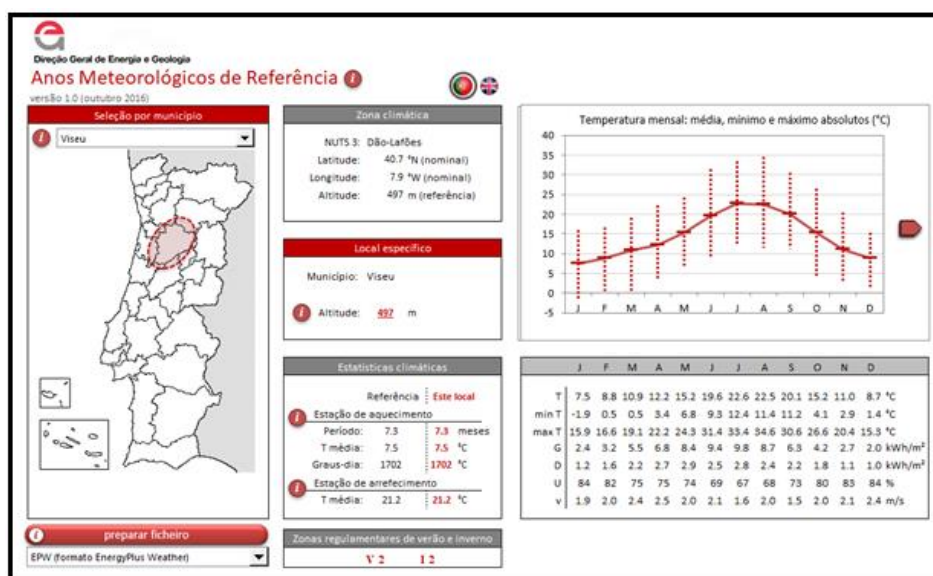 Direção Geral de Energia e Geologia
Anos Meteorológicos de Referência i
versão 1.0 (outubro 2016)
Seleção por município
i Viseu
Zona climática
NUTS 3: Dão-Lafões
Latitude: 40.7 °N (nominal)
Longitude: 7.9 °W (nominal)
Altitude: 497 m (referência)
Local específico
Município: Viseu
i Altitude: 497 m
Estatísticas climáticas
Referência Este local
i Estação de aquecimento
Período: 7.3 7.3 meses
T média: 7.5 7.5 °C
Graus-dia: 1702 1702 °C
i Estação de arrefecimento
T média: 21.2 21.2 °C
Zonas regulamentares de verão e inverno
V 2 I 2
i preparar ficheiro
EPW (formato EnergyPlus Weather)
Temperatura mensal: média, mínimo e máximo absolutos (°C)
40
35
30
25
20
15
10
5
0
-5
J F M A M J J A S O N D
J F M A M J J A S O N D
T 7.5 8.8 10.9 12.2 15.2 19.6 22.6 22.5 20.1 15.2 11.0 8.7 °C
min T -1.9 0.5 0.5 3.4 6.8 9.3 12.4 11.4 11.2 4.1 2.9 1.4 °C
max T 15.9 16.6 19.1 22.2 24.3 31.4 33.4 34.6 30.6 26.6 20.4 15.3 °C
G 2.4 3.2 5.5 6.8 8.4 9.4 9.8 8.7 6.3 4.2 2.7 2.0 kWh/m²
D 1.2 1.6 2.2 2.7 2.9 2.5 2.8 2.4 2.2 1.8 1.1 1.0 kWh/m²
U 84 82 75 75 74 69 67 68 73 80 83 84 %
v 1.9 2.0 2.4 2.5 2.0 2.1 1.6 2.0 1.5 2.0 2.1 2.4 m/s